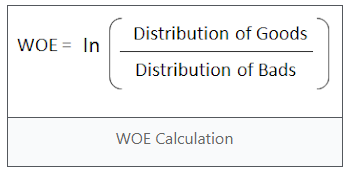 WOE = ln ( Distribution of Goods
Distribution of Bads )
WOE Calculation